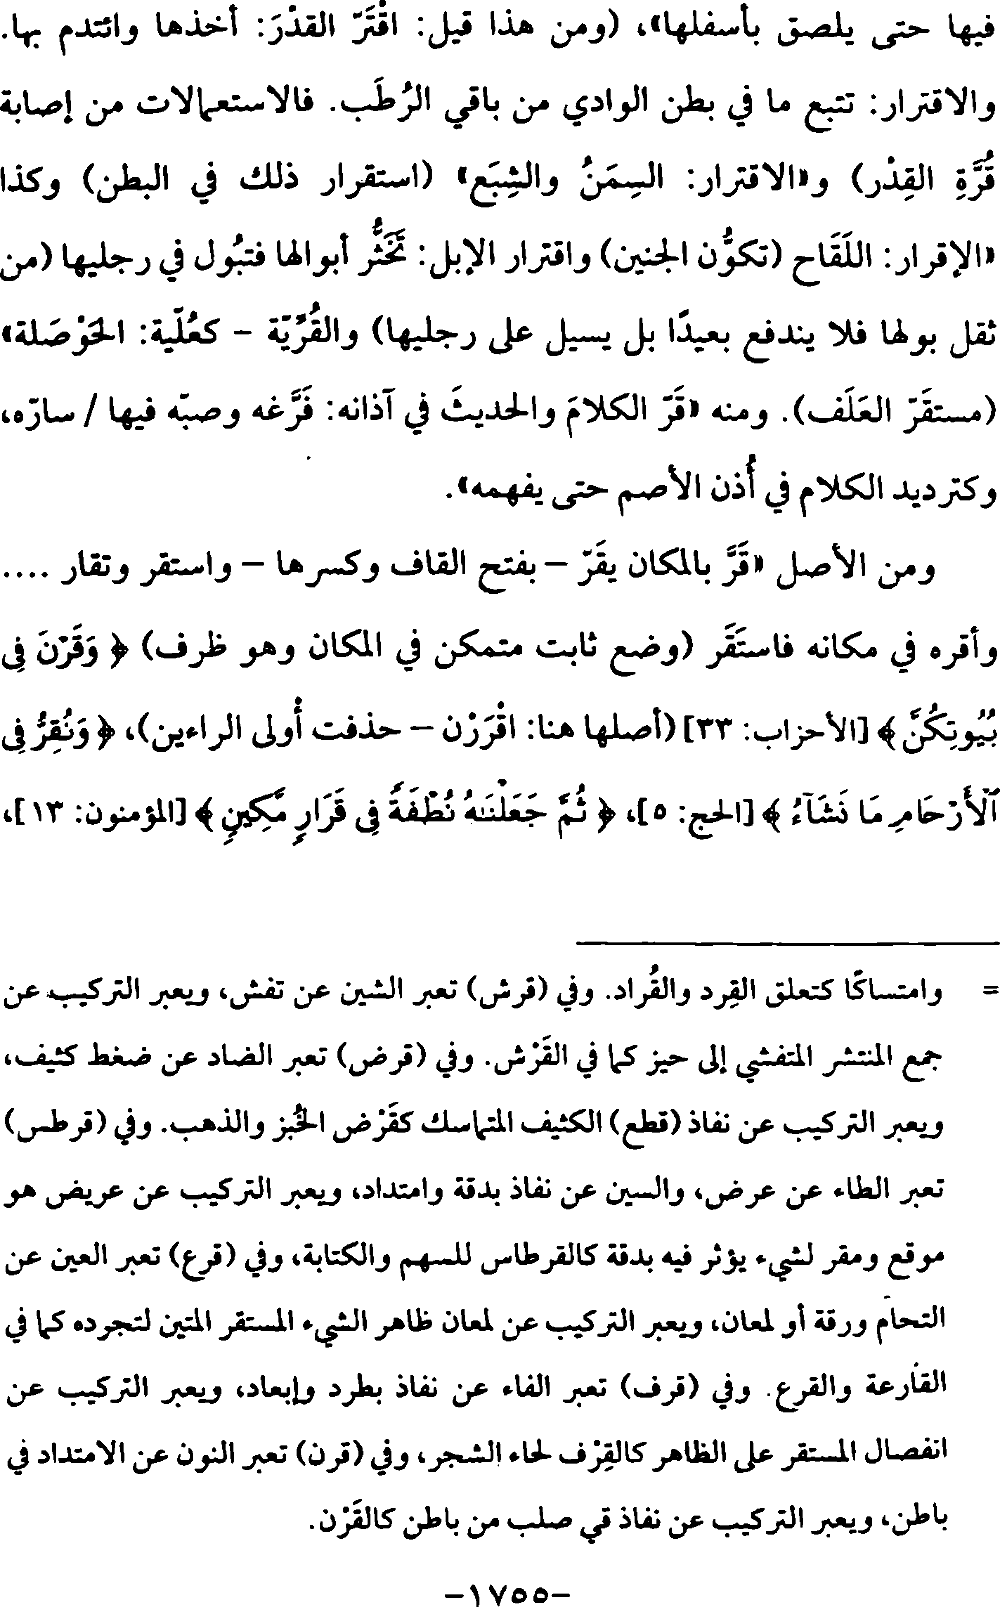 فيها حتى يلصق بأسفلها»، (ومن هذا قيل: اقْتَرّ القدْرَ: أخذها وائتدم بها.
والاقترار: تتبع ما في بطن الوادي من باقي الرُطَب. فالاستعمالات من إصابة
قُرَّةِ القِدْر) و«الاقترار: السِمَنُ والشِبَع» (استقرار ذلك في البطن) وكذا
«الإقرار: اللَقَاح (تكوُّن الجنين) واقترار الإبل: تَخَثُّر أبوالها فتبُول في رجليها (من
ثقل بولها فلا يندفع بعيدًا بل يسيل على رجليها) والقُرِّيّة – كعُلّية: الحَوْصَلة»
(مستقَرّ العَلَف). ومنه «قَرّ الكلامَ والحديثَ في آذانه: فَرَّغه وصبّه فيها / سارّه،
وكترديد الكلام في أُذن الأصم حتى يفهمه».
ومن الأصل «قَرَّ بالمكان يقَرّ – بفتح القاف وكسرها – واستقر وتقار ....
وأقره في مكانه فاستَقَر (وضع ثابت متمكن في المكان وهو ظرف) ﴿ وَقَرْنَ فِى
بُيُوتِكُنَّ ﴾ [الأحزاب: ٣٣] (أصلها هنا: اقْرَرْن – حذفت أُولى الراءين)، ﴿ وَنُقِرُّ فِى
ٱلْأَرْحَامِ مَا نَشَآءُ ﴾ [الحج: ٥]، ﴿ ثُمَّ جَعَلْنَٰهُ نُطْفَةً فِى قَرَارٍ مَّكِينٍ ﴾ [المؤمنون: ١٣]،
= وامتساكًا كتعلق القِرد والقُراد. وفي (قرش) تعبر الشين عن تفش، ويعبر التركيب عن
جمع المنتشر المتفشي إلى حيز كما في القَرْش. وفي (قرض) تعبر الضاد عن ضغط كثيف،
ويعبر التركيب عن نفاذ (قطع) الكثيف المتماسك كقَرْض الخُبز والذهب. وفي (قرطس)
تعبر الطاء عن عرض، والسين عن نفاذ بدقة وامتداد، ويعبر التركيب عن عريض هو
موقع ومقر لشيء يؤثر فيه بدقة كالقرطاس للسهم والكتابة، وفي (قرع) تعبر العين عن
التحام ورقة أو لمعان، ويعبر التركيب عن لمعان ظاهر الشيء المستقر المتين لتجرده كما في
القارعة والقرع. وفي (قرف) تعبر الفاء عن نفاذ بطرد وإبعاد، ويعبر التركيب عن
انفصال المستقر على الظاهر كالقِرْف لحاء الشجر، وفي (قرن) تعبر النون عن الامتداد في
باطن، ويعبر التركيب عن نفاذ قي صلب من باطن كالقَرْن.
-١٧٥٥-